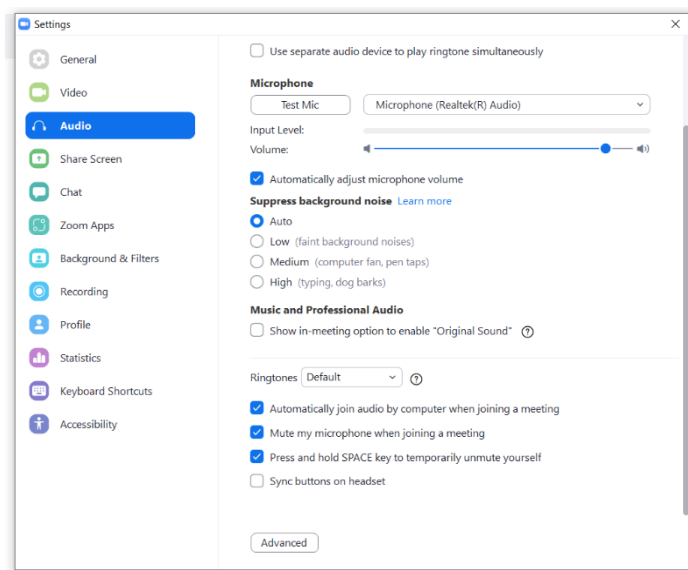 Settings
General
Video
Audio
Share Screen
Chat
Zoom Apps
Background & Filters
Recording
Profile
Statistics
Keyboard Shortcuts
Accessibility
Use separate audio device to play ringtone simultaneously
Microphone
Test Mic Microphone (Realtek(R) Audio)
Input Level:
Volume:
Automatically adjust microphone volume
Suppress background noise Learn more
Auto
Low (faint background noises)
Medium (computer fan, pen taps)
High (typing, dog barks)
Music and Professional Audio
Show in-meeting option to enable "Original Sound" ?
Ringtones Default ?
Automatically join audio by computer when joining a meeting
Mute my microphone when joining a meeting
Press and hold SPACE key to temporarily unmute yourself
Sync buttons on headset
Advanced